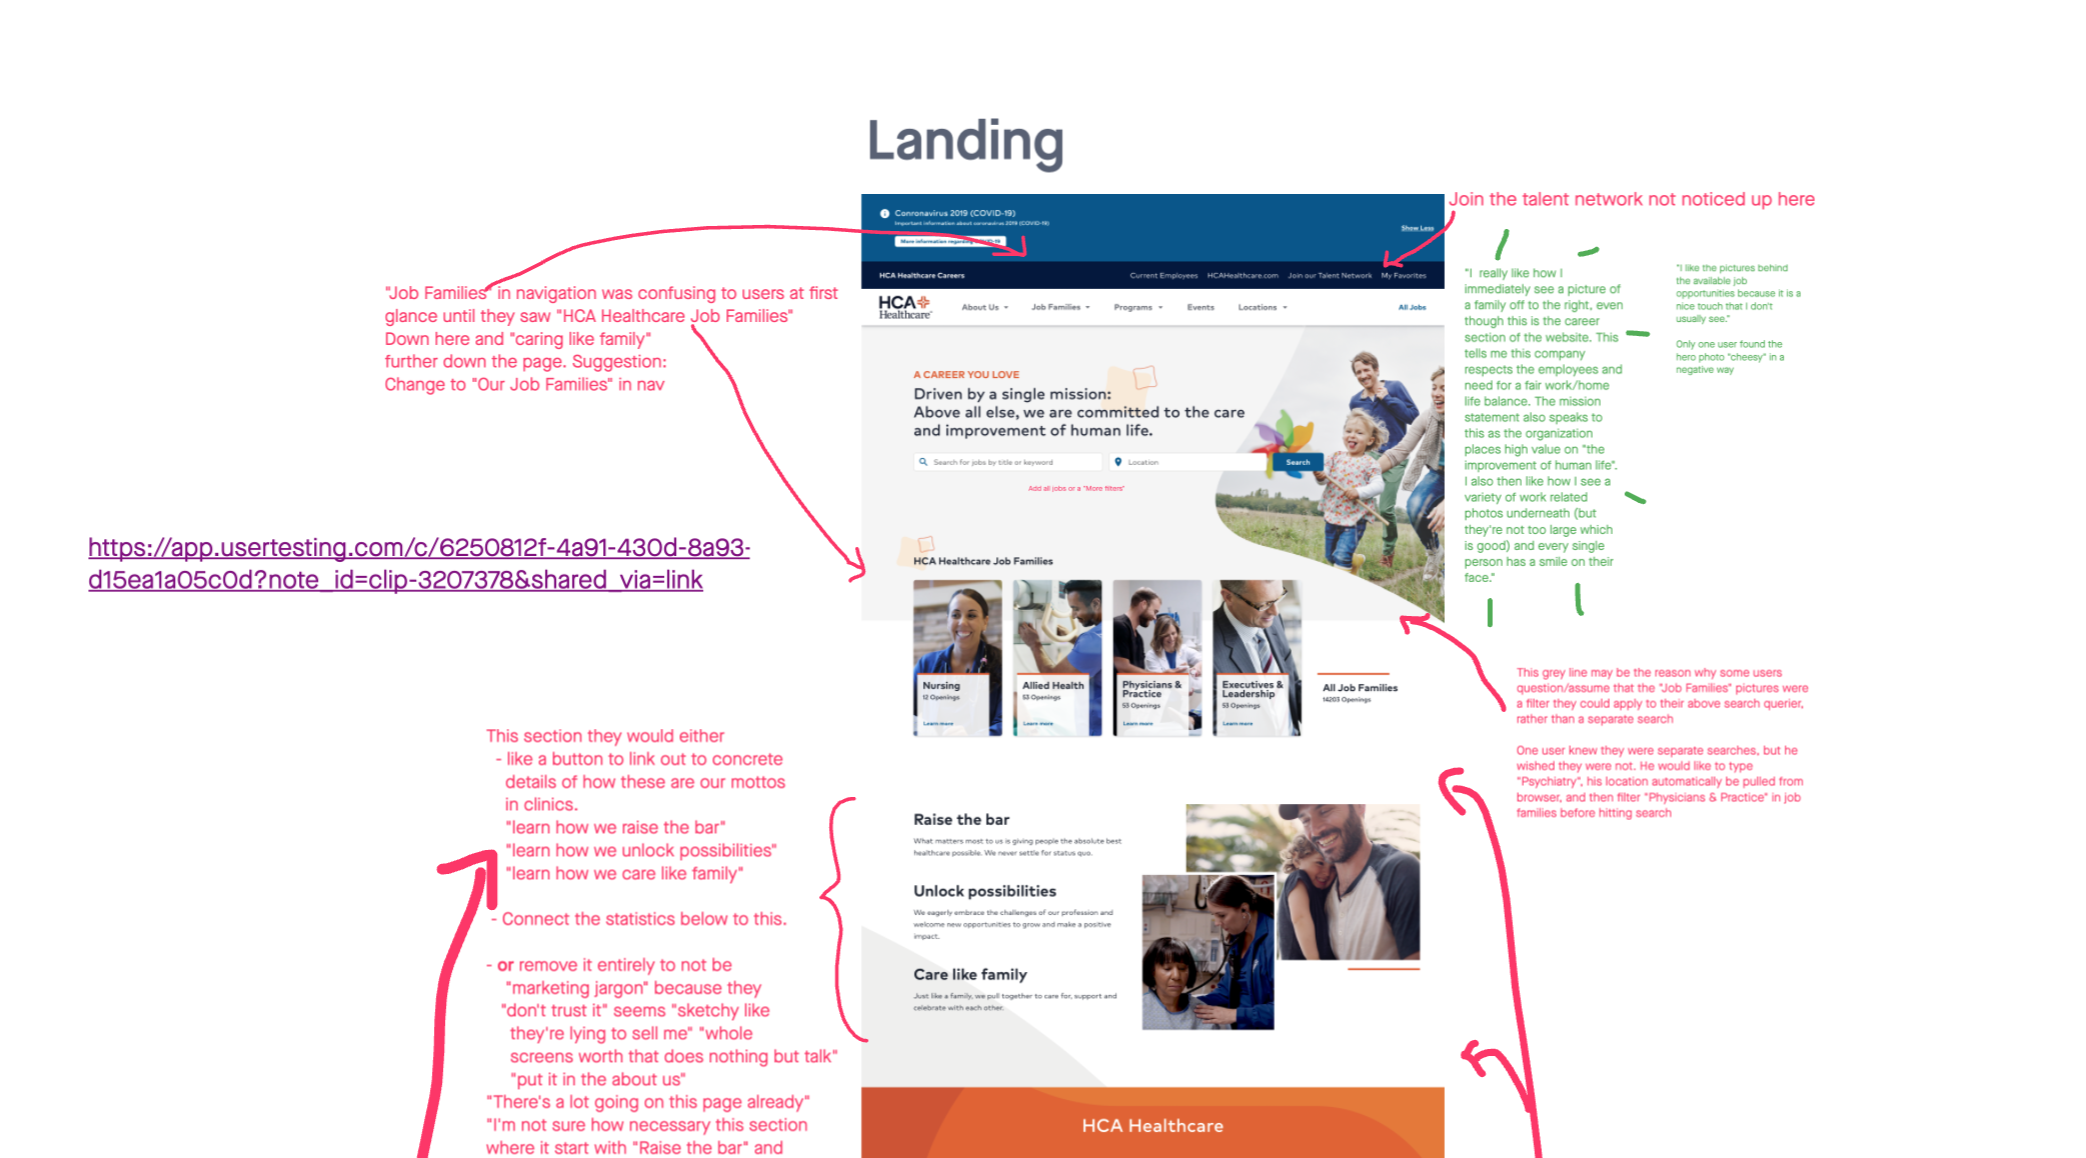 Landing
Conronavirus 2019 (COVID-19)
Important information about coronavirus 2019 (COVID-19)
More information regarding COVID-19
Show Less
HCA Healthcare Careers
Current Employees
HCAHealthcare.com
Join our Talent Network
My Favorites
HCA
Healthcare
About Us
Job Families
Programs
Events
Locations
All Jobs
Join the talent network not noticed up here
"Job Families" in navigation was confusing to users at first
glance until they saw "HCA Healthcare Job Families"
Down here and "caring like family"
further down the page. Suggestion:
Change to "Our Job Families" in nav
A CAREER YOU LOVE
Driven by a single mission:
Above all else, we are committed to the care
and improvement of human life.
Search for jobs by title or keyword
Location
Search
Add all jobs or a "More filters"
"I really like how I
immediately see a picture of
a family off to the right, even
though this is the career
section of the website. This
tells me this company
respects the employees and
need for a fair work/home
life balance. The mission
statement also speaks to
this as the organization
places high value on "the
improvement of human life".
I also then like how I see a
variety of work related
photos underneath (but
they're not too large which
is good) and every single
person has a smile on their
face."
"I like the pictures behind
the available job
opportunities because it is a
nice touch that I don't
usually see."
Only one user found the
hero photo "cheesy" in a
negative way
https://app.usertesting.com/c/6250812f-4a91-430d-8a93-
d15ea1a05c0d?note_id=clip-3207378&shared_via=link
HCA Healthcare Job Families
Nursing
12 Openings
Learn more
Allied Health
53 Openings
Learn more
Physicians &
Practice
53 Openings
Learn more
Executives &
Leadership
53 Openings
Learn more
All Job Families
14203 Openings
This grey line may be the reason why some users
question/assume that the "Job Families" pictures were
a filter they could apply to their above search querier,
rather than a separate search
One user knew they were separate searches, but he
wished they were not. He would like to type
"Psychiatry", his location automatically be pulled from
browser, and then filter "Physicians & Practice" in job
families before hitting search
This section they would either
- like a button to link out to concrete
details of how these are our mottos
in clinics.
"learn how we raise the bar"
"learn how we unlock possibilities"
"learn how we care like family"
- Connect the statistics below to this.
- or remove it entirely to not be
"marketing jargon" because they
"don't trust it" seems "sketchy like
they're lying to sell me" "whole
screens worth that does nothing but talk"
"put it in the about us"
"There's a lot going on this page already"
"I'm not sure how necessary this section
where it start with "Raise the bar" and
Raise the bar
What matters most to us is giving people the absolute best
healthcare possible. We never settle for status quo.
Unlock possibilities
We eagerly embrace the challenges of our profession and
welcome new opportunities to grow and make a positive
impact.
Care like family
Just like a family, we pull together to care for, support and
celebrate with each other.
HCA Healthcare